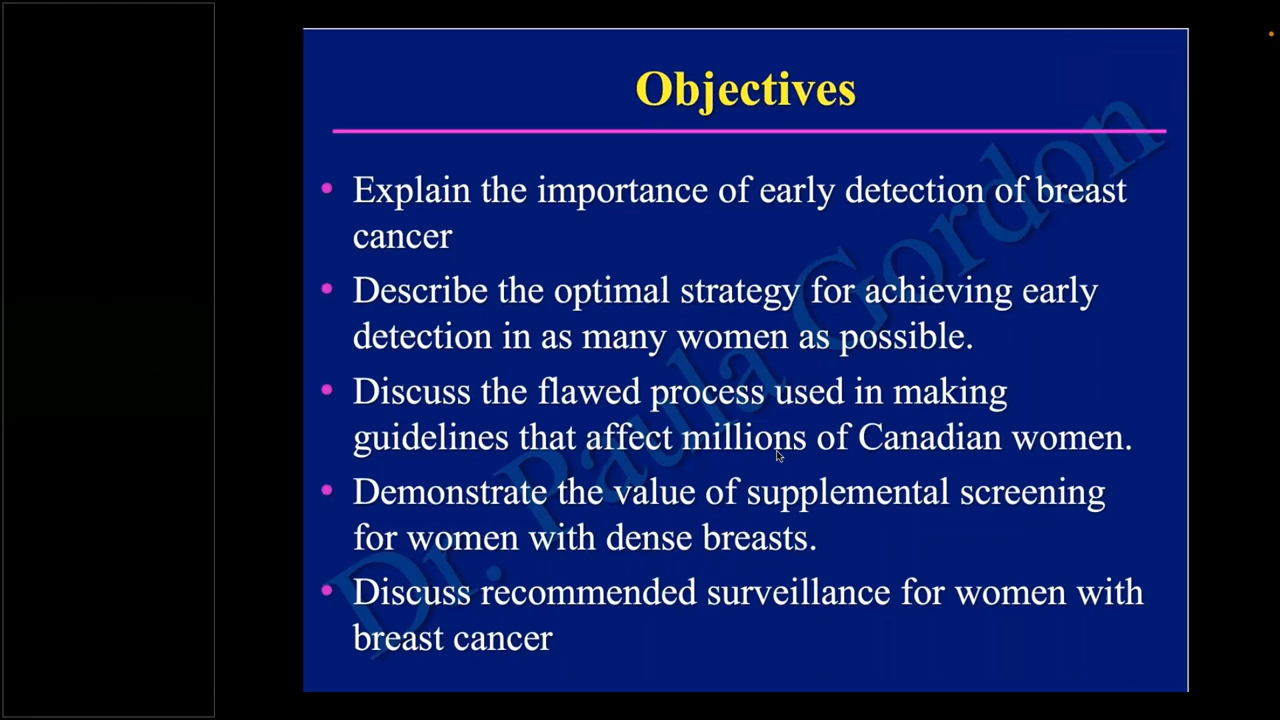 Objectives
• Explain the importance of early detection of breast
cancer
• Describe the optimal strategy for achieving early
detection in as many women as possible.
• Discuss the flawed process used in making
guidelines that affect millions of Canadian women.
• Demonstrate the value of supplemental screening
for women with dense breasts.
• Discuss recommended surveillance for women with
breast cancer
Dr. Paula Gordon